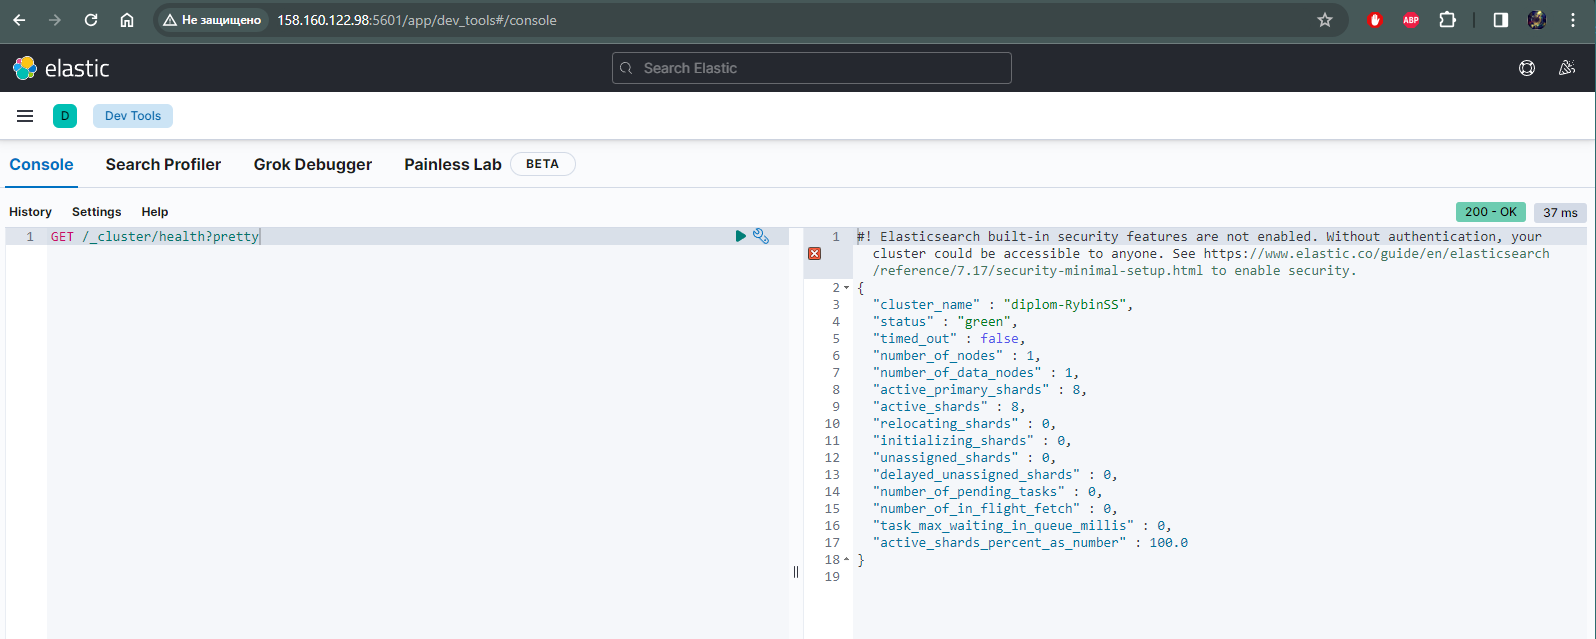 Не защищено 158.160.122.98:5601/app/dev_tools#/console ABP
elastic Search Elastic
D Dev Tools
Console Search Profiler Grok Debugger Painless Lab BETA
History Settings Help 200 - OK 37 ms
1 GET /_cluster/health?pretty
1 #! Elasticsearch built-in security features are not enabled. Without authentication, your
cluster could be accessible to anyone. See https://www.elastic.co/guide/en/elasticsearch
/reference/7.17/security-minimal-setup.html to enable security.
2 {
3 "cluster_name" : "diplom-RybinSS",
4 "status" : "green",
5 "timed_out" : false,
6 "number_of_nodes" : 1,
7 "number_of_data_nodes" : 1,
8 "active_primary_shards" : 8,
9 "active_shards" : 8,
10 "relocating_shards" : 0,
11 "initializing_shards" : 0,
12 "unassigned_shards" : 0,
13 "delayed_unassigned_shards" : 0,
14 "number_of_pending_tasks" : 0,
15 "number_of_in_flight_fetch" : 0,
16 "task_max_waiting_in_queue_millis" : 0,
17 "active_shards_percent_as_number" : 100.0
18 }
19